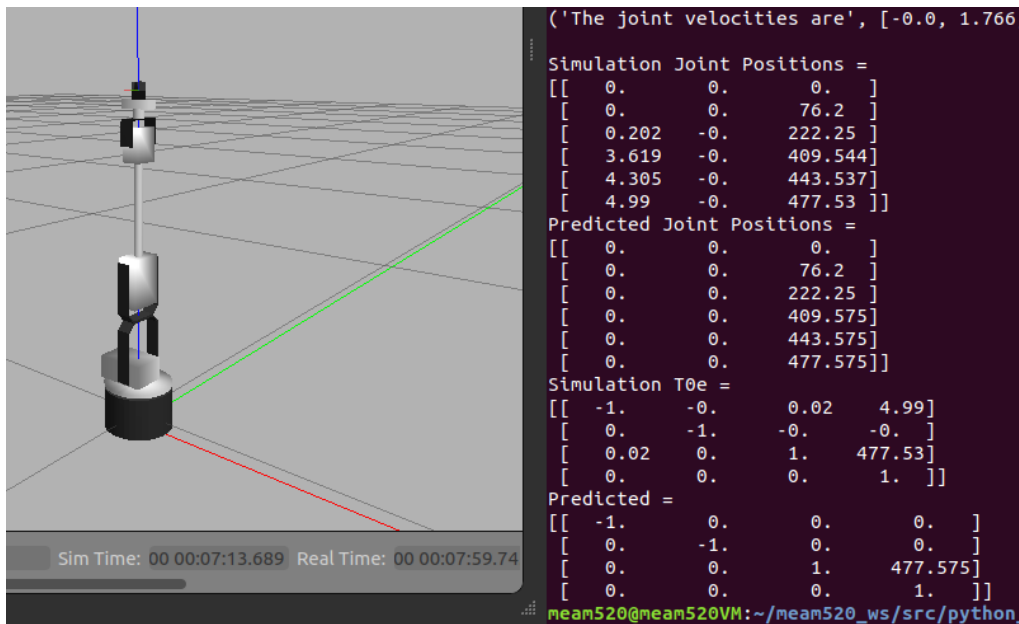 ('The joint velocities are', [-0.0, 1.766
Simulation Joint Positions =
[[ 0. 0. 0. ]
[ 0. 0. 76.2 ]
[ 0.202 -0. 222.25 ]
[ 3.619 -0. 409.544]
[ 4.305 -0. 443.537]
[ 4.99 -0. 477.53 ]]
Predicted Joint Positions =
[[ 0. 0. 0. ]
[ 0. 0. 76.2 ]
[ 0. 0. 222.25 ]
[ 0. 0. 409.575]
[ 0. 0. 443.575]
[ 0. 0. 477.575]]
Simulation T0e =
[[ -1. -0. 0.02 4.99]
[ 0. -1. -0. -0. ]
[ 0.02 0. 1. 477.53]
[ 0. 0. 0. 1. ]]
Predicted =
[[ -1. 0. 0. 0. ]
[ 0. -1. 0. 0. ]
[ 0. 0. 1. 477.575]
[ 0. 0. 0. 1. ]]
meam520@meam520VM:~/meam520_ws/src/python_
Sim Time: 00 00:07:13.689 Real Time: 00 00:07:59.74